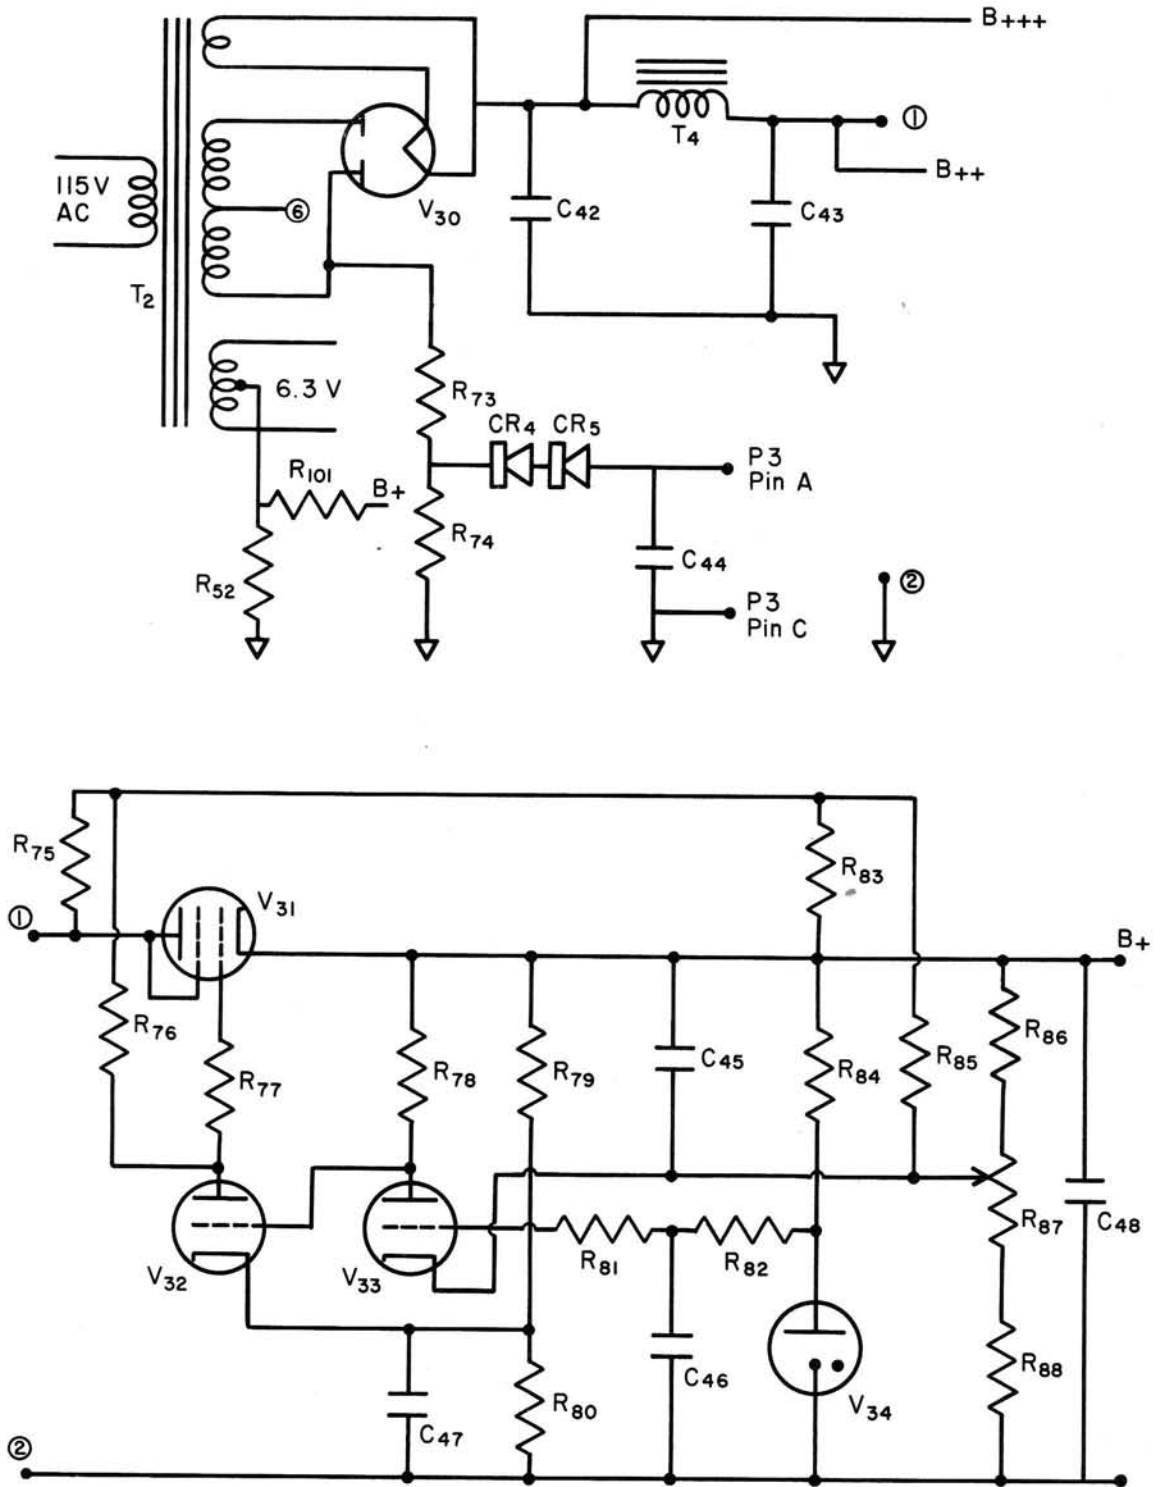 B+++
①
T4
B++
115V
AC
V30
C42
C43
⑥
T2
6.3 V
R73
CR4 CR5
P3
Pin A
R101
B+
R74
C44
R52
②
P3
Pin C
R75
R83
①
V31
B+
R76
R86
R77
R78
R79
C45
R84
R85
R87
C48
R81
R82
V32
V33
R88
C46
R80
V34
C47
②